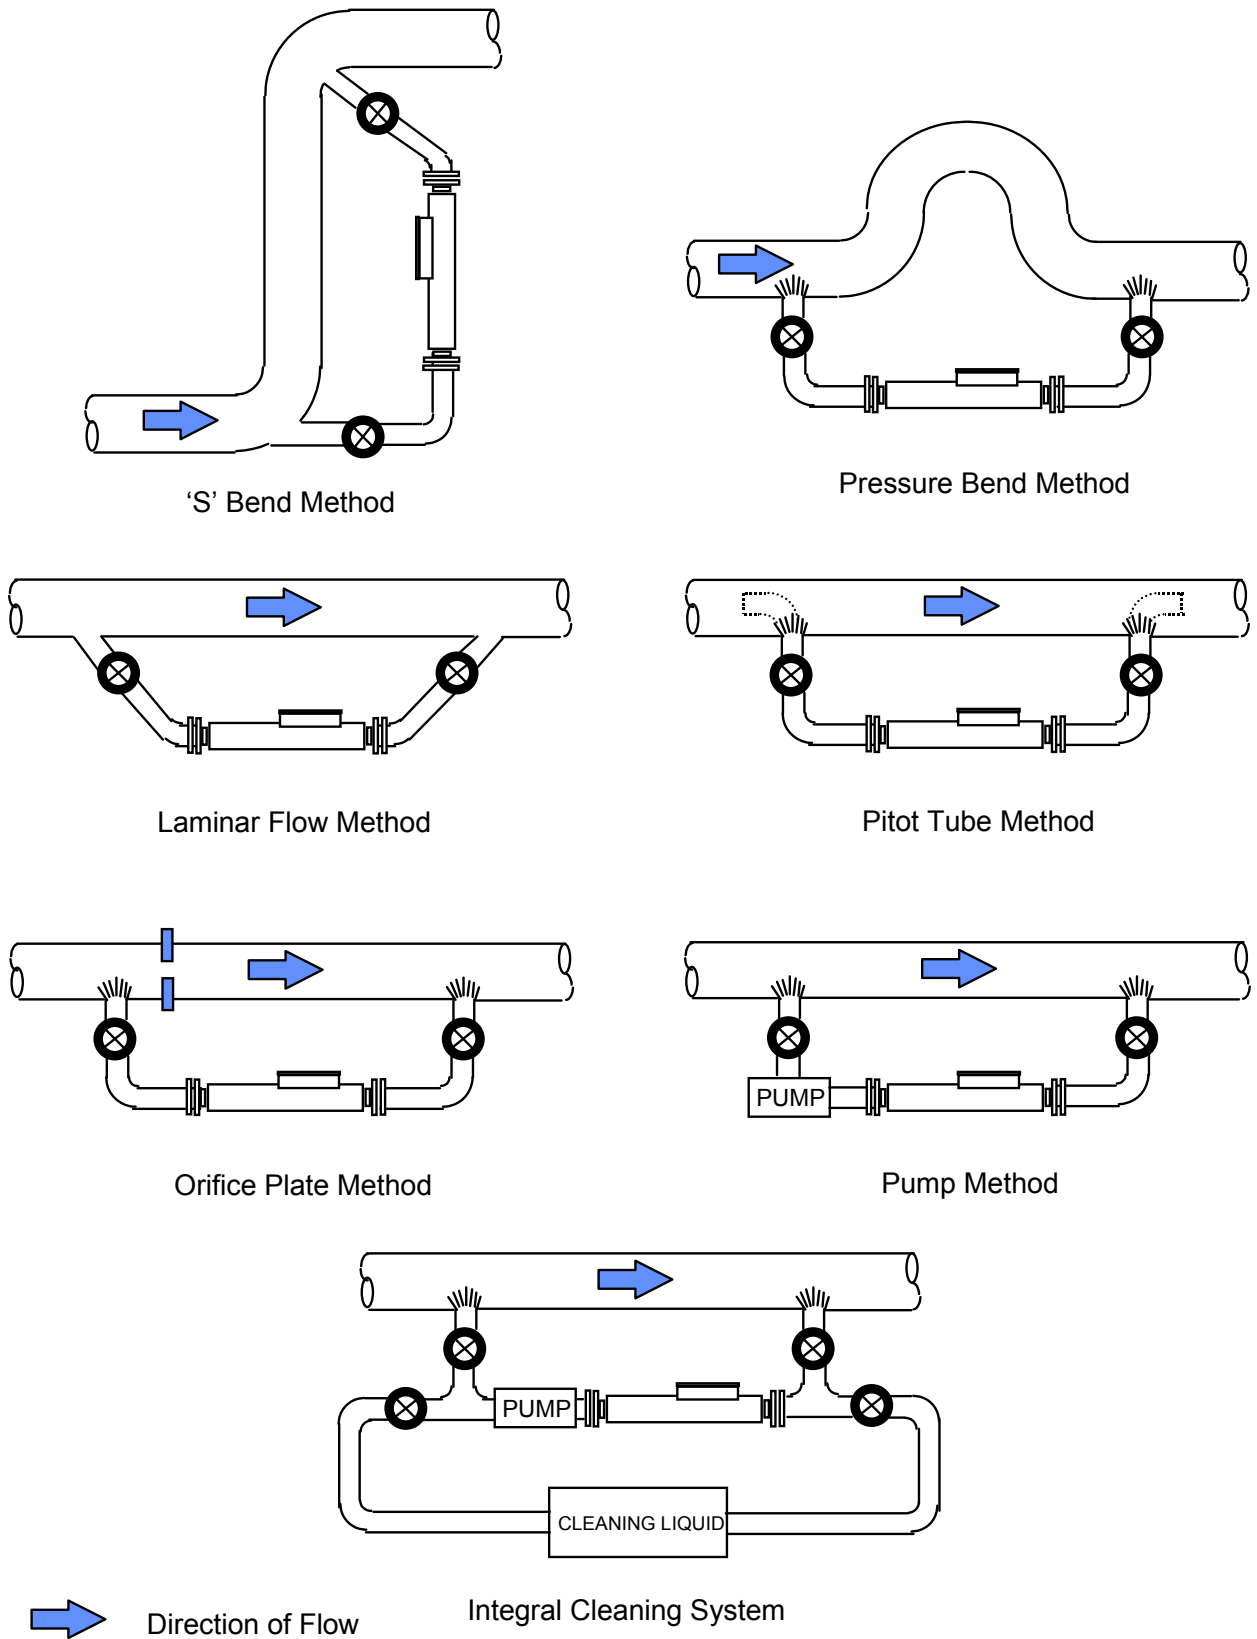 ‘S’ Bend Method
Pressure Bend Method
Laminar Flow Method
Pitot Tube Method
Orifice Plate Method
PUMP
Pump Method
PUMP
CLEANING LIQUID
Integral Cleaning System
Direction of Flow